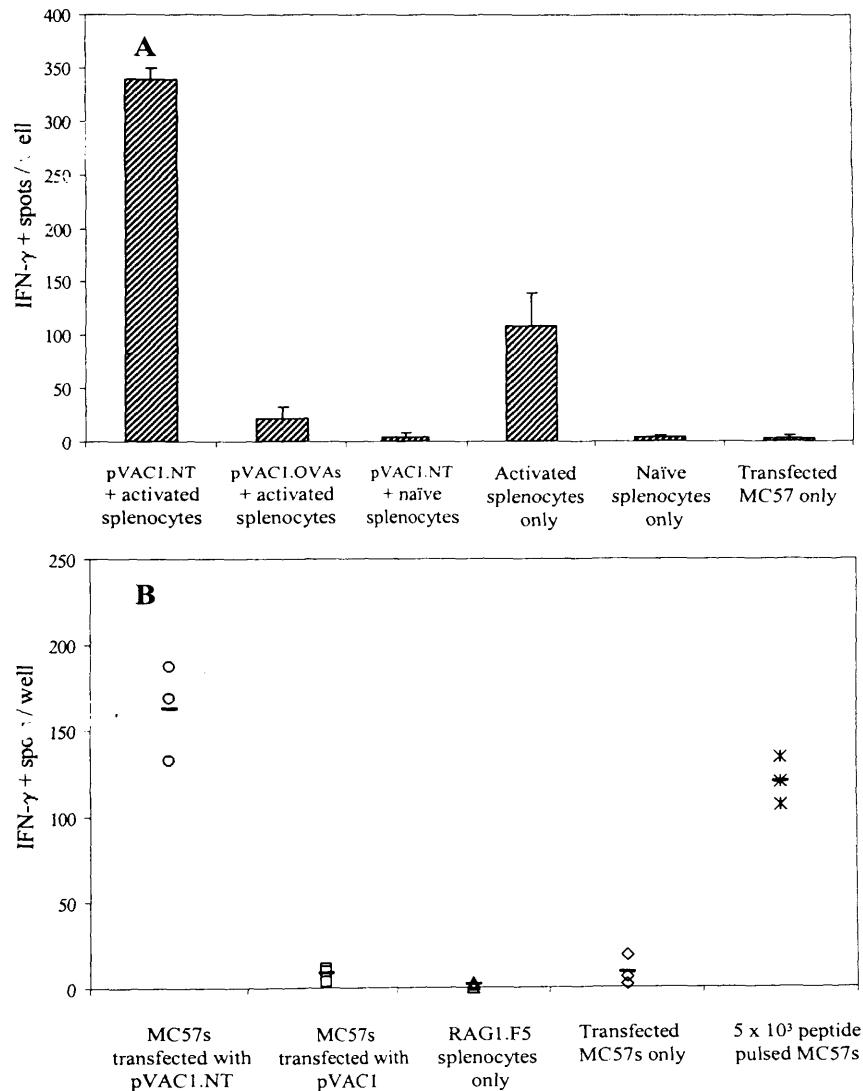 400
A
350
300
250
200
150
100
50
0
IFN-γ + spots / ell
pVAC1.NT
+ activated
splenocytes
pVAC1.OVAs
+ activated
splenocytes
pVAC1.NT
+ naïve
splenocytes
Activated
splenocytes
only
Naïve
splenocytes
only
Transfected
MC57 only
250
B
200
150
100
50
0
IFN-γ + / well
MC57s
transfected with
pVAC1.NT
MC57s
transfected with
pVAC1
RAG1.F5
splenocytes
only
Transfected
MC57s only
5 x 10³ peptide
pulsed MC57s